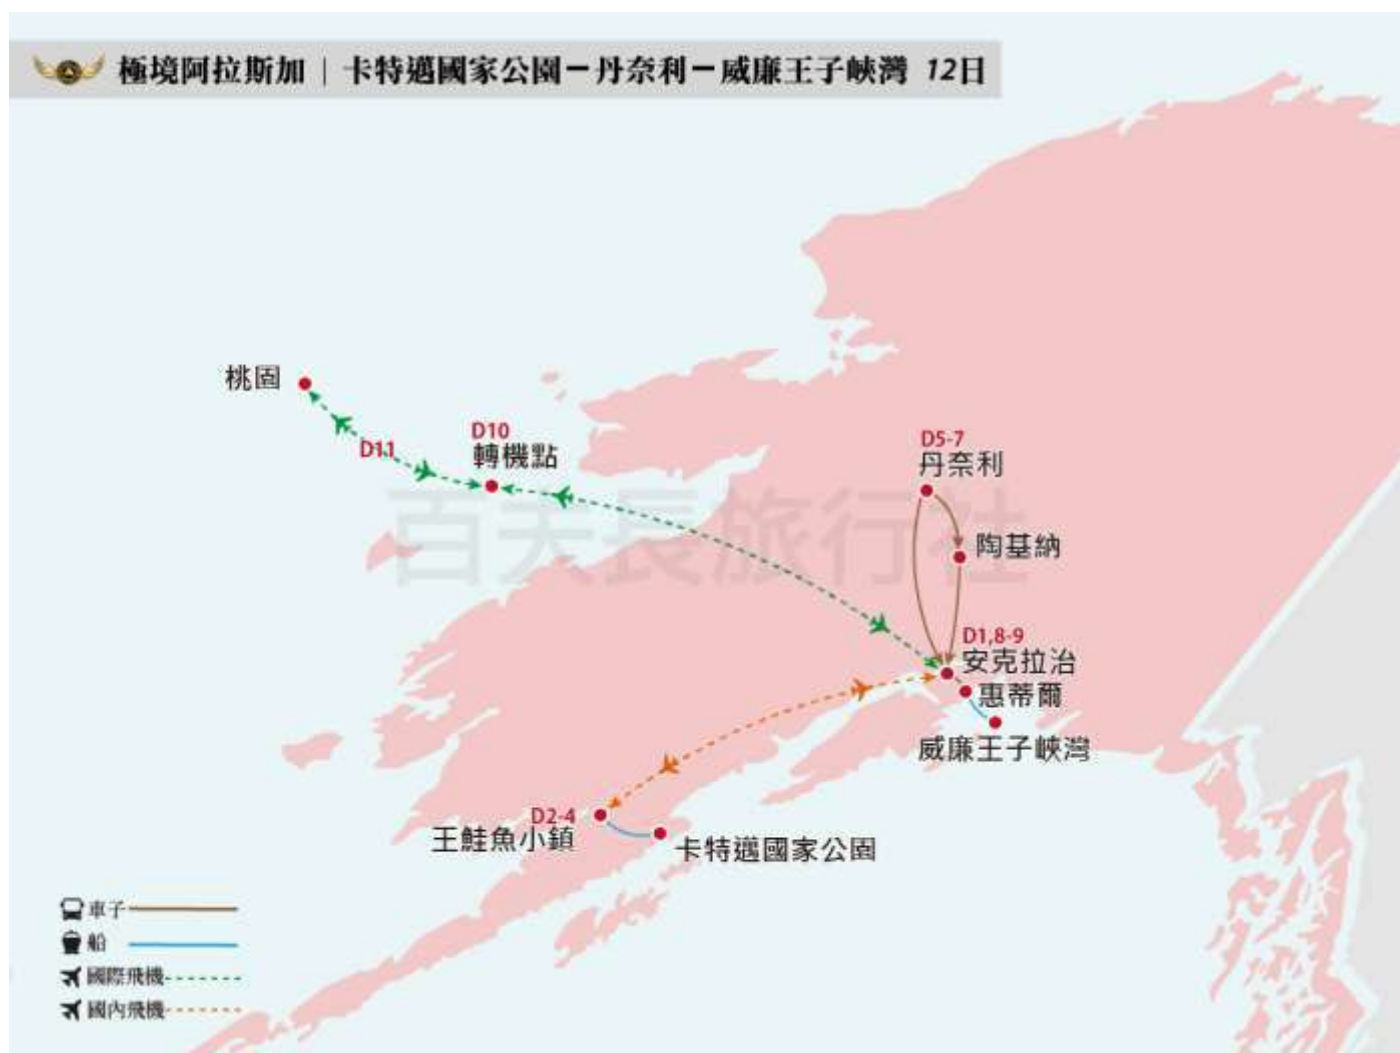 極境阿拉斯加 | 卡特邁國家公園－丹奈利－威廉王子峽灣 12日
桃園
D11
D10
轉機點
D5-7
丹奈利
陶基納
百夫長旅行社
D1,8-9
安克拉治
惠蒂爾
威廉王子峽灣
D2-4
王鮭魚小鎮
卡特邁國家公園
車子
船
國際飛機
國內飛機